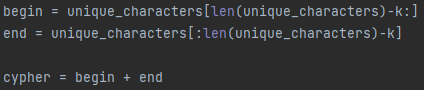 begin = unique_characters[len(unique_characters)-k:]
end = unique_characters[:len(unique_characters)-k]
cypher = begin + end